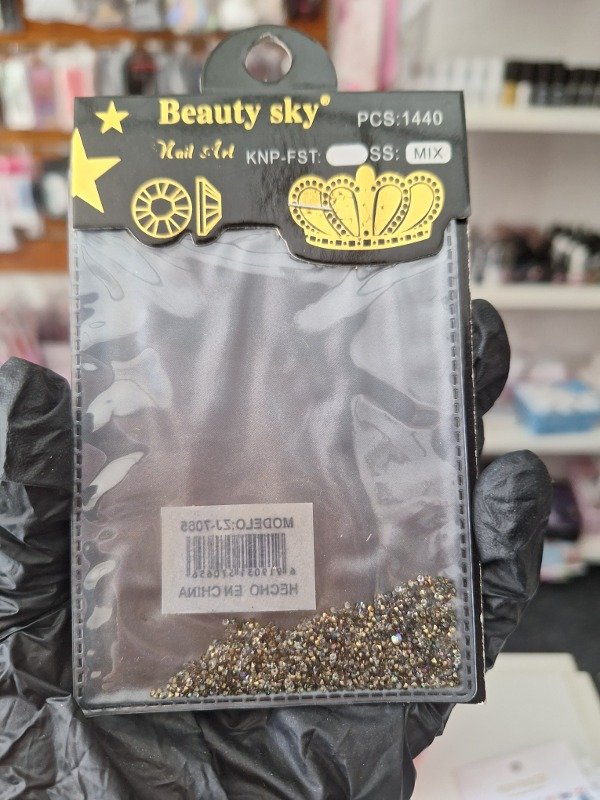 Beauty sky®
PCS:1440
Nail Art
KNP-FST: SS: MIX
MODELO:ZJ-7065
HECHO EN CHINA